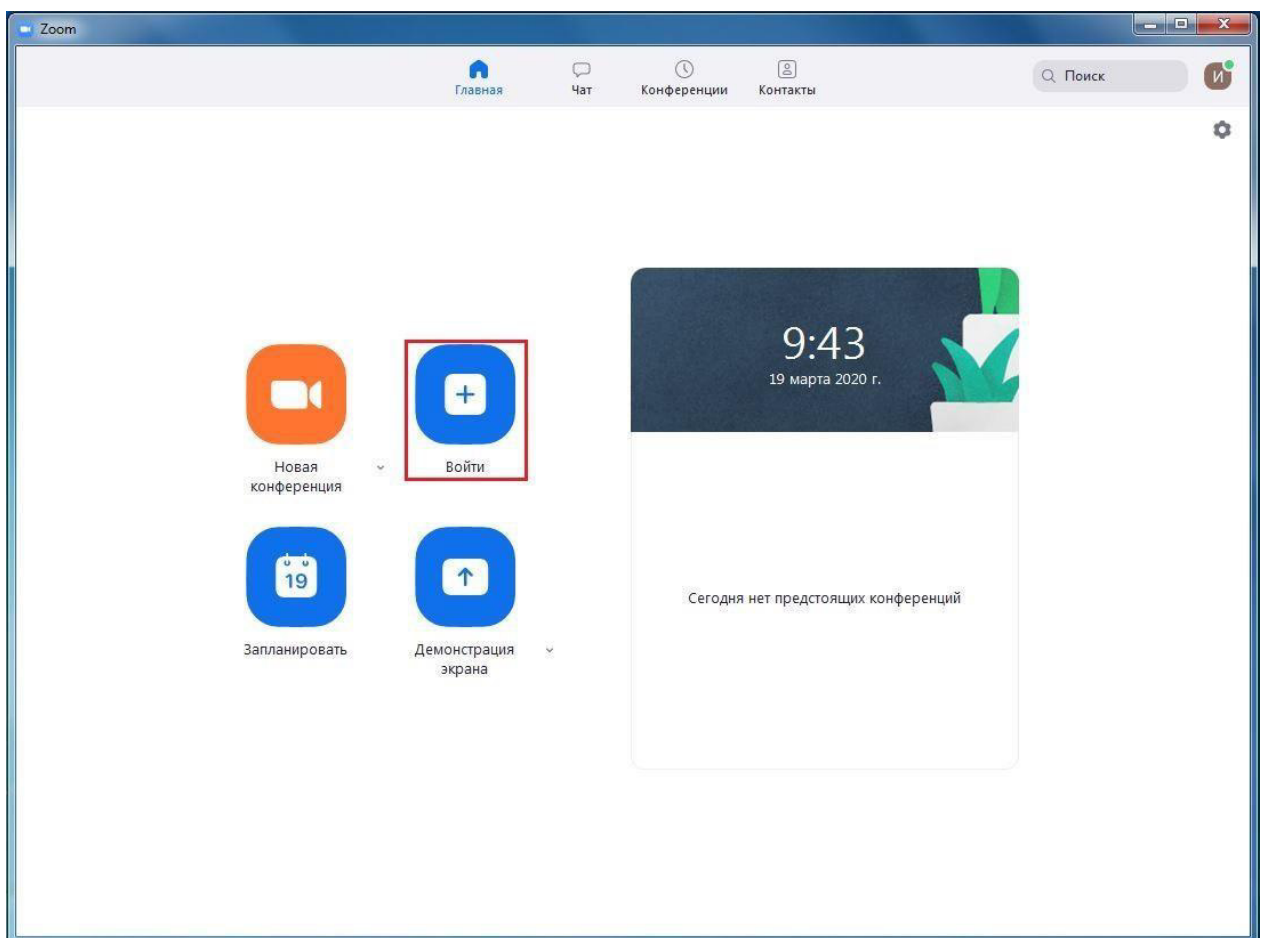 Zoom
Главная
Чат
Конференции
Контакты
Поиск
И
9:43
19 марта 2020 г.
Новая
конференция
Войти
19
Запланировать
Демонстрация
экрана
Сегодня нет предстоящих конференций